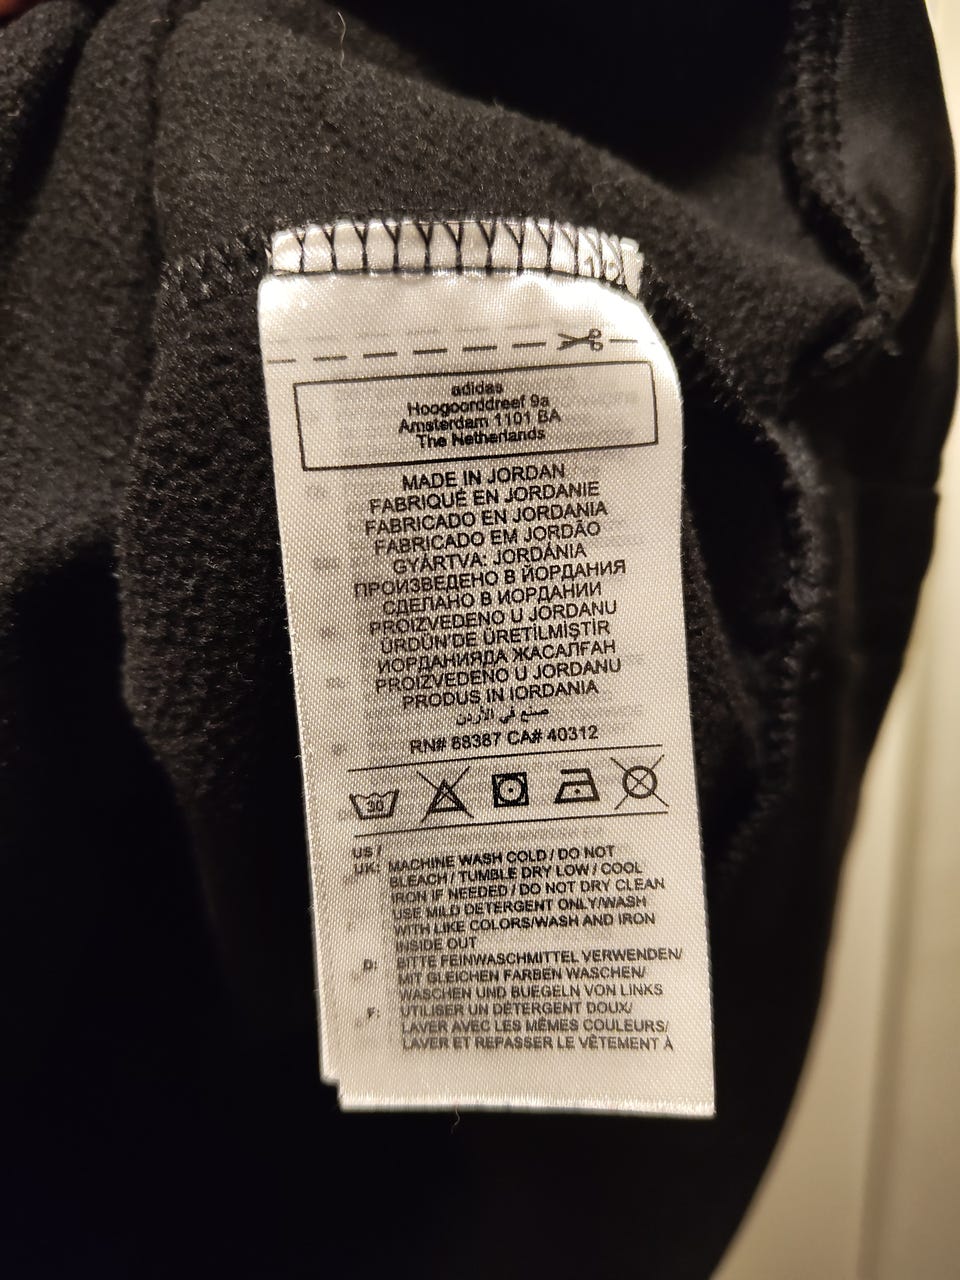 adidas
Hoogoorddreef 9a
Amsterdam 1101 BA
The Netherlands
MADE IN JORDAN
FABRIQUÉ EN JORDANIE
FABRICADO EN JORDANIA
FABRICADO EM JORDÃO
GYÁRTVA: JORDÁNIA
ПРОИЗВЕДЕНО В ЙОРДАНИЯ
СДЕЛАНО В ИОРДАНИИ
PROIZVEDENO U JORDANU
ÜRDÜN'DE ÜRETİLMİŞTİR
ИОРДАНИЯДА ЖАСАЛҒАН
PROIZVEDENO U JORDANU
PRODUS IN IORDANIA
صنع في الأردن
RN# 88387 CA# 40312
30
US /
UK: MACHINE WASH COLD / DO NOT
BLEACH / TUMBLE DRY LOW / COOL
IRON IF NEEDED / DO NOT DRY CLEAN
USE MILD DETERGENT ONLY/WASH
WITH LIKE COLORS/WASH AND IRON
INSIDE OUT
D: BITTE FEINWASCHMITTEL VERWENDEN/
MIT GLEICHEN FARBEN WASCHEN/
WASCHEN UND BUEGELN VON LINKS
F: UTILISER UN DÉTERGENT DOUX/
LAVER AVEC LES MÊMES COULEURS/
LAVER ET REPASSER LE VÊTEMENT À